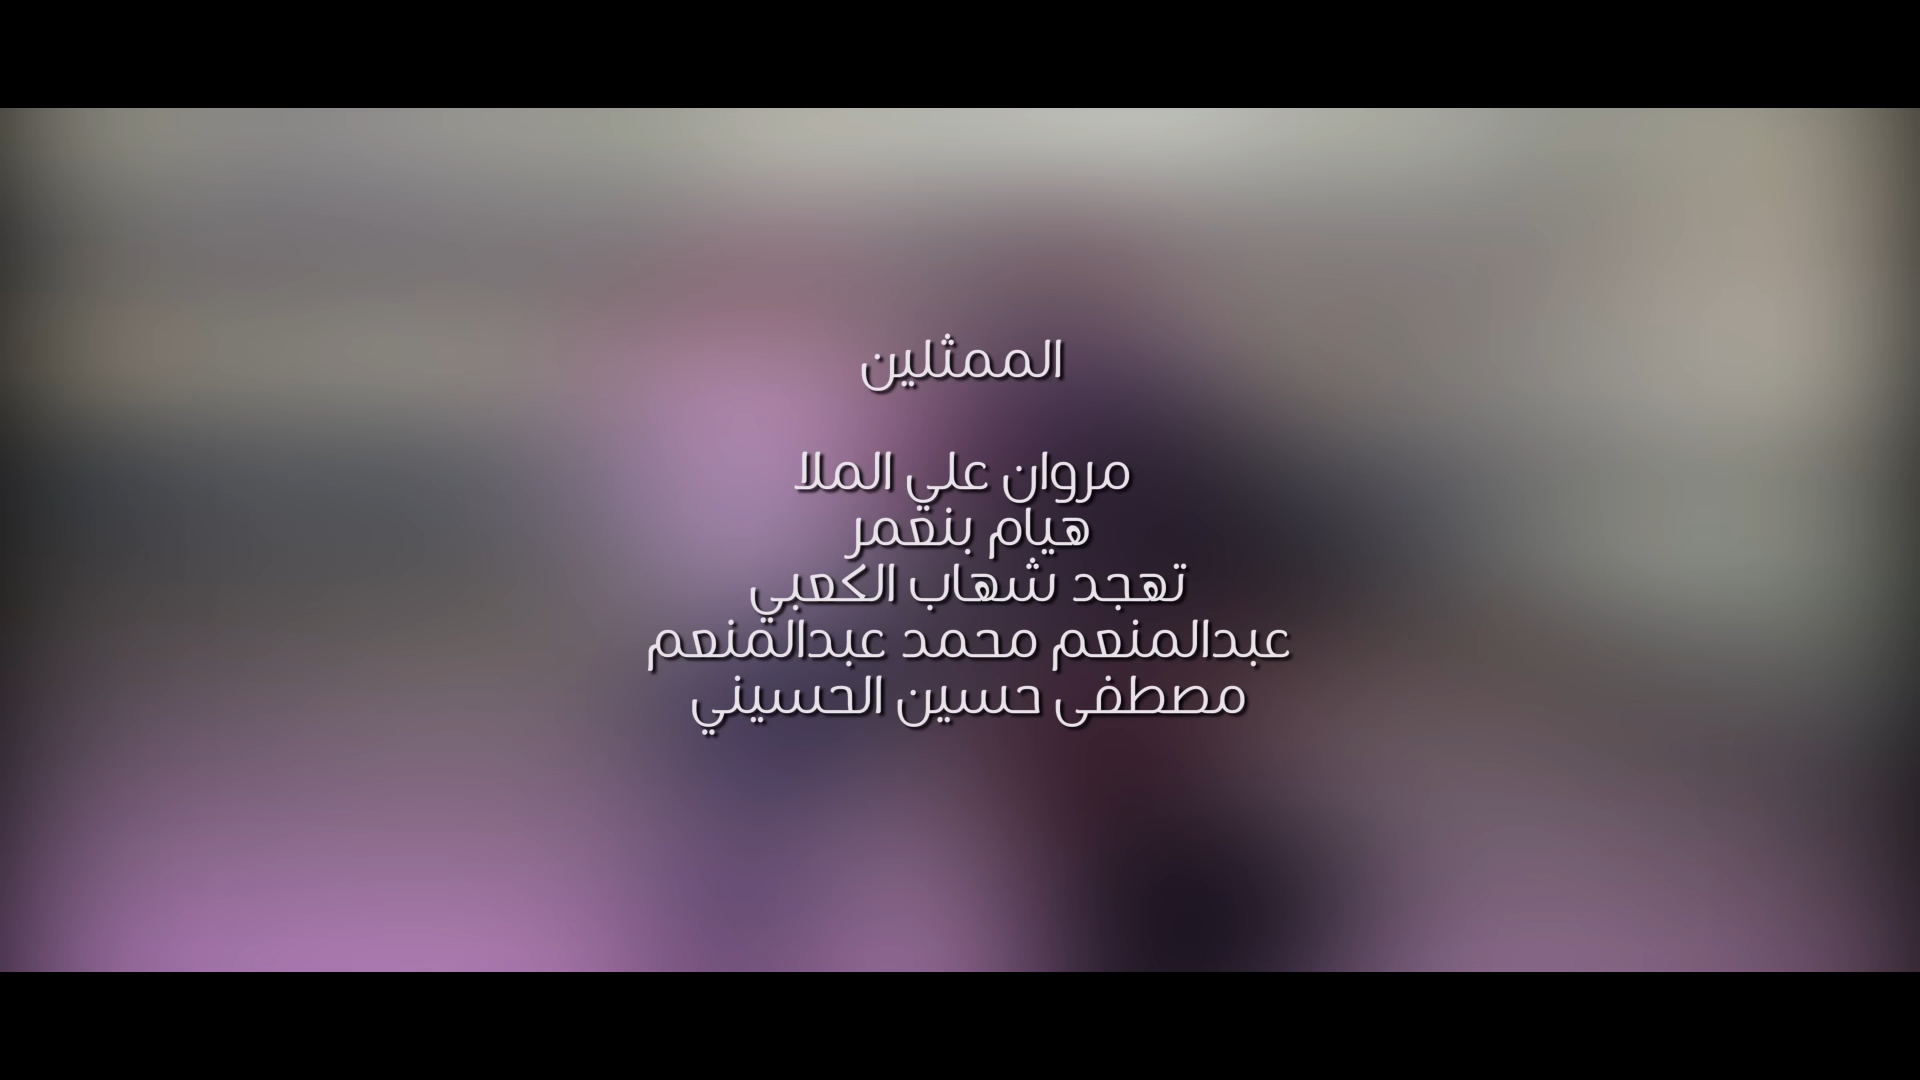 الممثلين
مروان علي الملا
هيام بنعمر
تهجد شهاب الكعبي
عبدالمنعم محمد عبدالمنعم
مصطفى حسين الحسيني